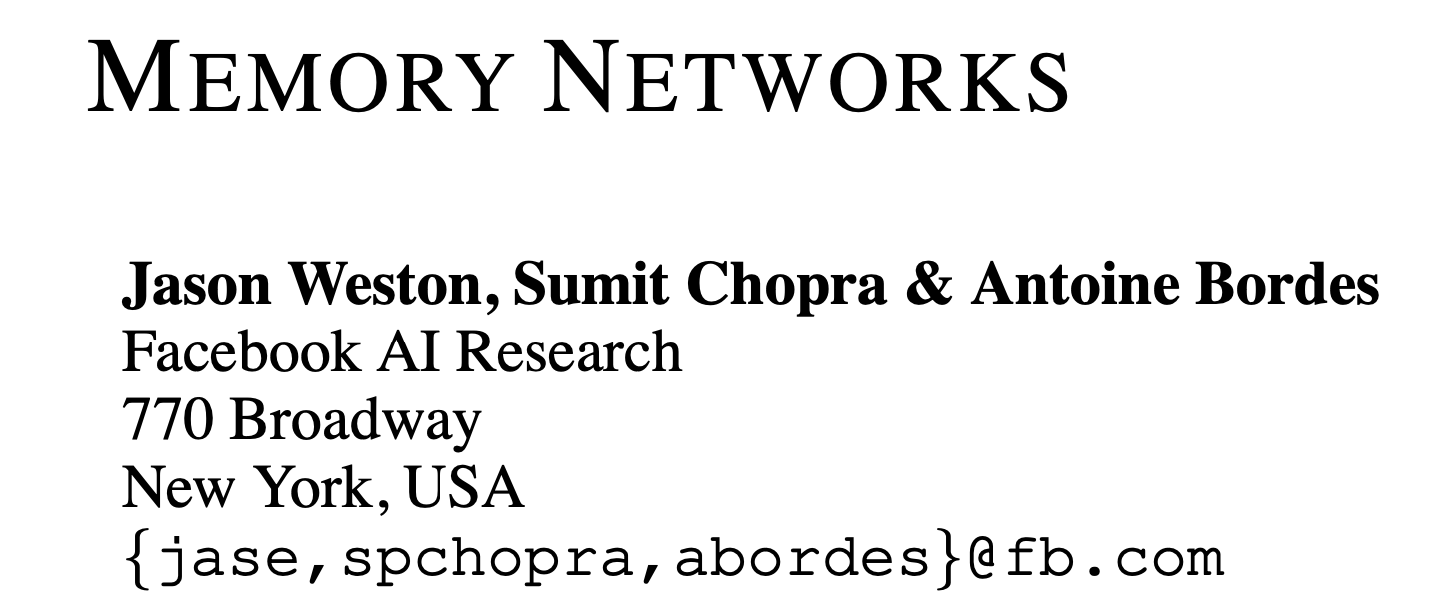 MEMORY NETWORKS
Jason Weston, Sumit Chopra & Antoine Bordes
Facebook AI Research
770 Broadway
New York, USA
{jase,spchopra,abordes}@fb.com